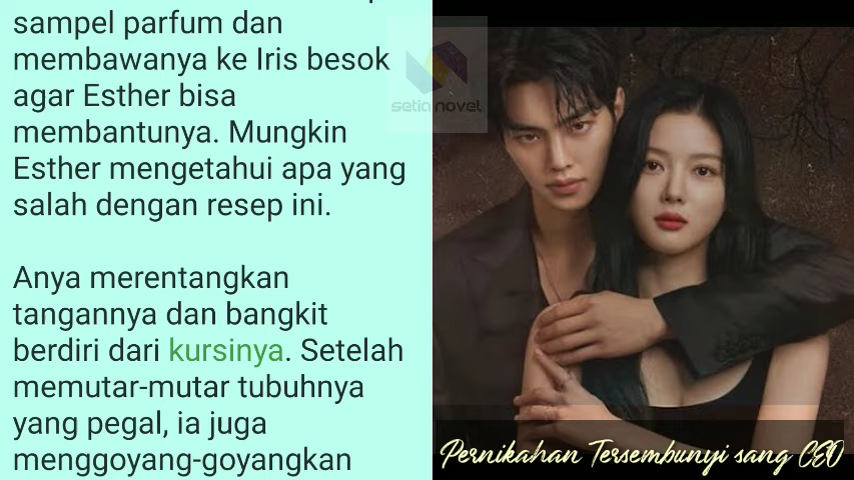 sampel parfum dan
membawanya ke Iris besok
agar Esther bisa
membantunya. Mungkin
Esther mengetahui apa yang
salah dengan resep ini.
Anya merentangkan
tangannya dan bangkit
berdiri dari kursinya. Setelah
memutar-mutar tubuhnya
yang pegal, ia juga
menggoyang-goyangkan
setia novel
Pernikahan Tersembunyi sang CEO